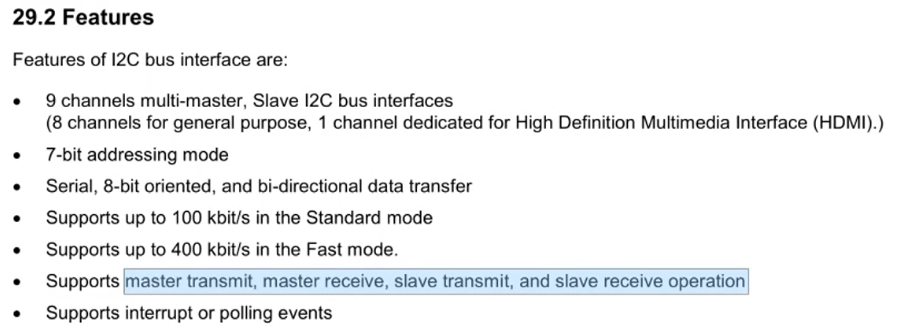 29.2 Features
Features of I2C bus interface are:
• 9 channels multi-master, Slave I2C bus interfaces
(8 channels for general purpose, 1 channel dedicated for High Definition Multimedia Interface (HDMI).)
• 7-bit addressing mode
• Serial, 8-bit oriented, and bi-directional data transfer
• Supports up to 100 kbit/s in the Standard mode
• Supports up to 400 kbit/s in the Fast mode.
• Supports master transmit, master receive, slave transmit, and slave receive operation
• Supports interrupt or polling events